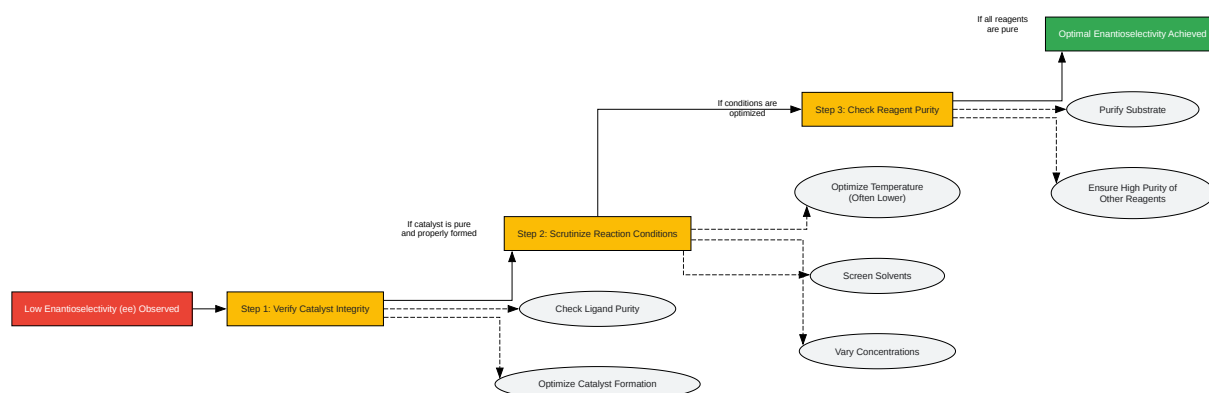 If all reagents
are pure
Optimal Enantioselectivity Achieved
If conditions are
optimized
Step 3: Check Reagent Purity
Purify Substrate
Optimize Temperature
(Often Lower)
Ensure High Purity of
Other Reagents
If catalyst is pure
and properly formed
Step 2: Scrutinize Reaction Conditions
Screen Solvents
Low Enantioselectivity (ee) Observed
Step 1: Verify Catalyst Integrity
Check Ligand Purity
Vary Concentrations
Optimize Catalyst Formation